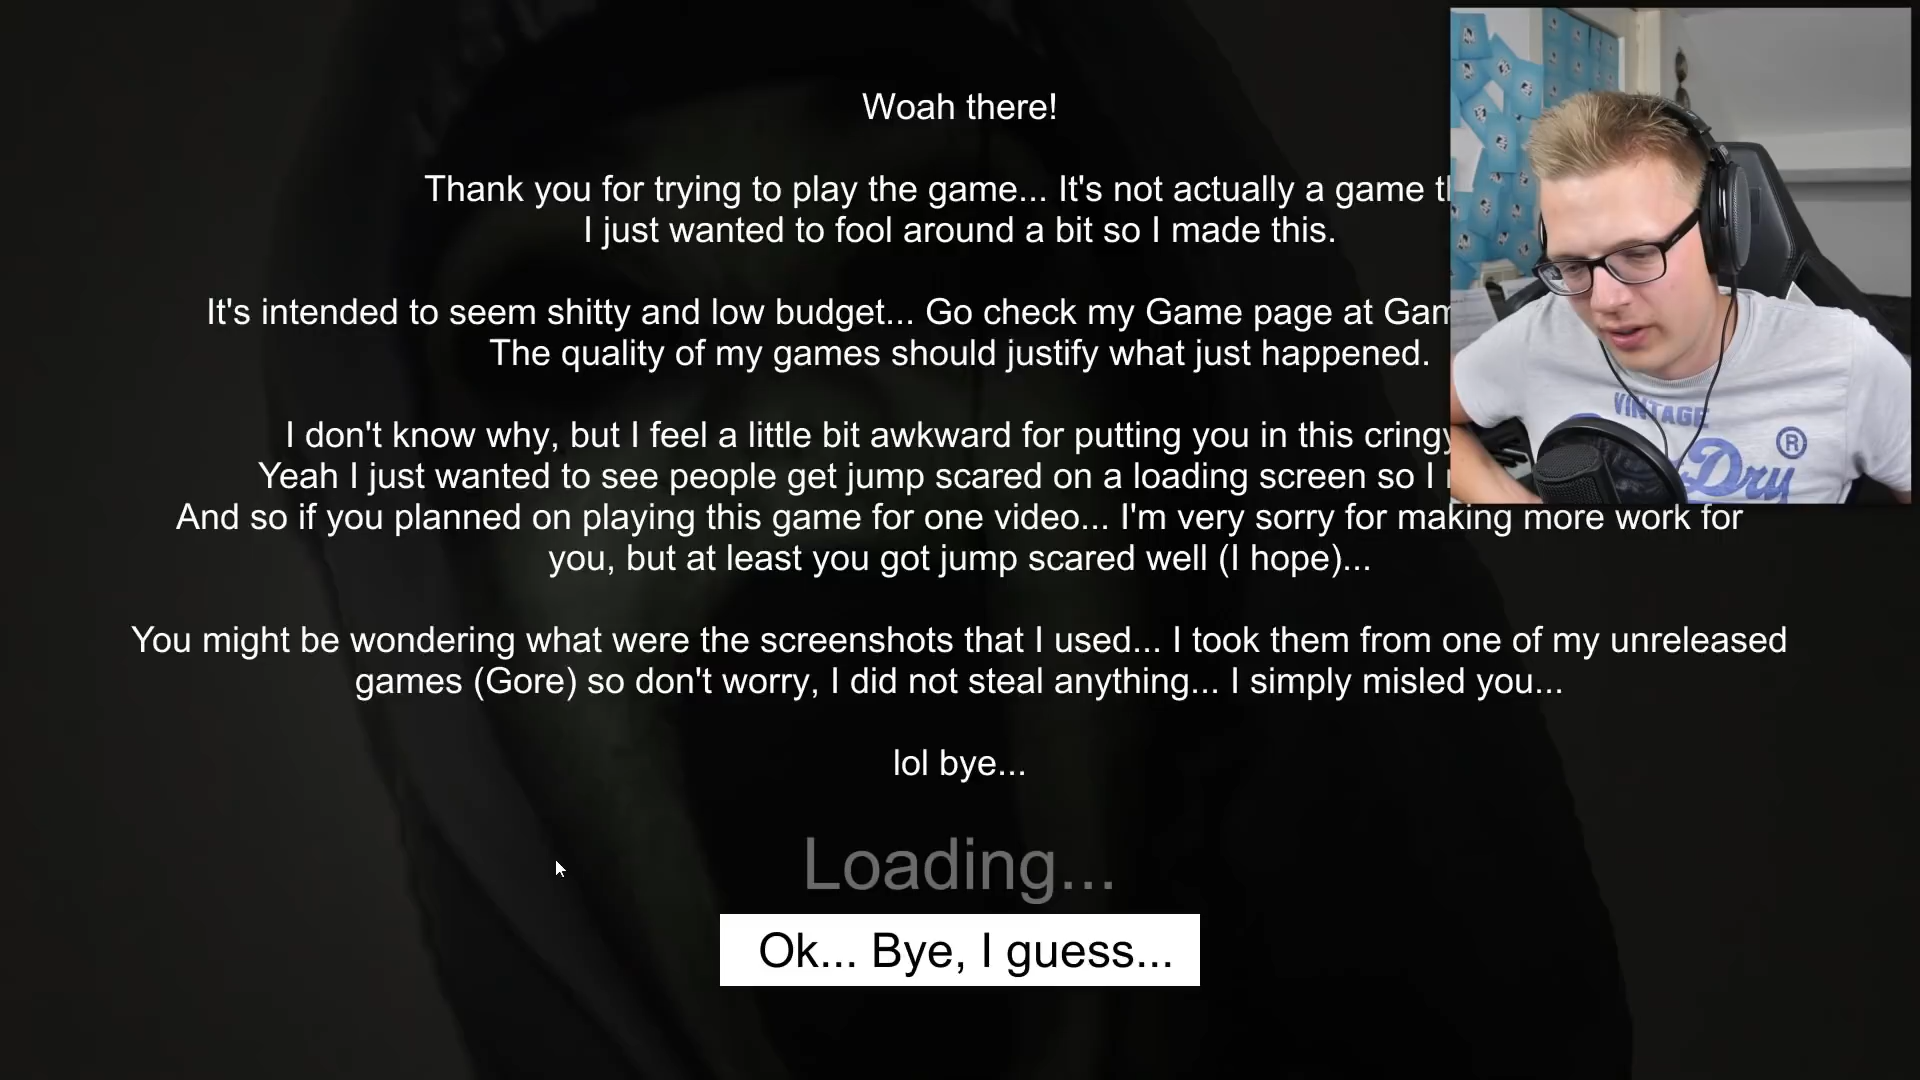 Woah there!
Thank you for trying to play the game... It's not actually a game
I just wanted to fool around a bit so I made this.
It's intended to seem shitty and low budget... Go check my Game page at
The quality of my games should justify what just happened.
I don't know why, but I feel a little bit awkward for putting you in this cringy
Yeah I just wanted to see people get jump scared on a loading screen so I
And so if you planned on playing this game for one video... I'm very sorry for making more work for
you, but at least you got jump scared well (I hope)...
You might be wondering what were the screenshots that I used... I took them from one of my unreleased
games (Gore) so don't worry, I did not steal anything... I simply misled you...
lol bye...
Loading...
Ok... Bye, I guess...
VINTAGE
Dry
®